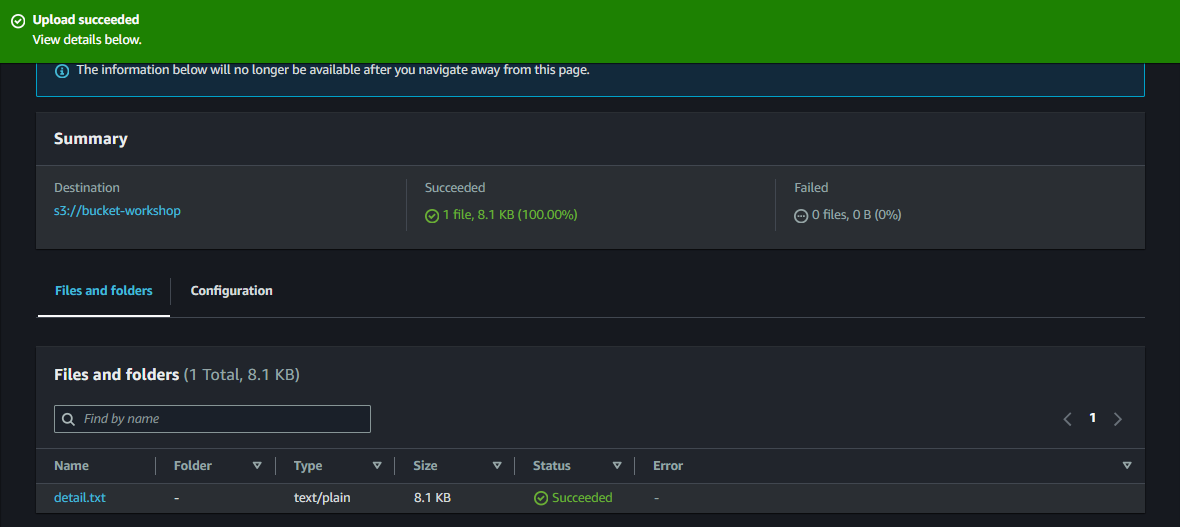 Upload succeeded
View details below.
The information below will no longer be available after you navigate away from this page.
Summary
Destination
s3://bucket-workshop
Succeeded
1 file, 8.1 KB (100.00%)
Failed
0 files, 0 B (0%)
Files and folders
Configuration
Files and folders (1 Total, 8.1 KB)
Find by name
1
Name Folder Type Size Status Error
detail.txt - text/plain 8.1 KB Succeeded -